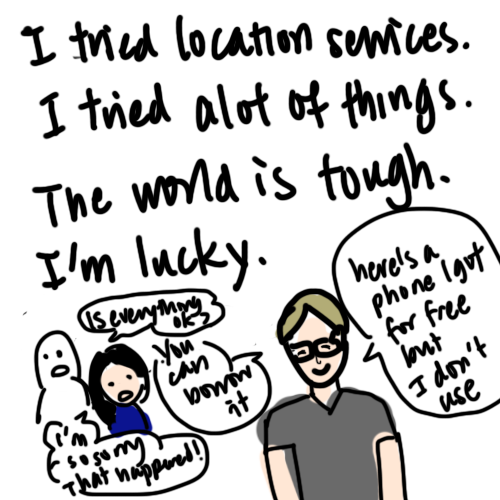 I tried location services.
I tried alot of things.
The world is tough.
I'm lucky.
Is everything
ok?
You
can
borrow
it
here's a
phone I got
for free
but
I don't
use
i'm
so sorry
That happened!